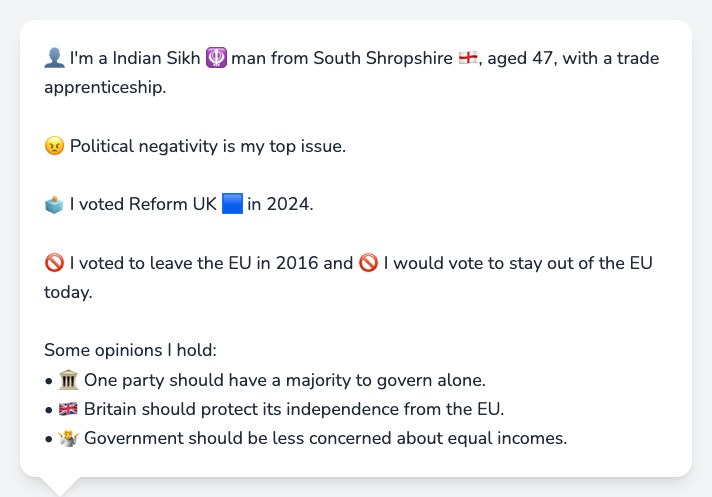 👤 I'm a Indian Sikh 🪯 man from South Shropshire 🏴󠁧󠁢󠁥󠁮󠁧󠁿, aged 47, with a trade
apprenticeship.
😠 Political negativity is my top issue.
🗳️ I voted Reform UK 🟦 in 2024.
🚫 I voted to leave the EU in 2016 and 🚫 I would vote to stay out of the EU
today.
Some opinions I hold:
• 🏛️ One party should have a majority to govern alone.
• 🇬🇧 Britain should protect its independence from the EU.
• 🤷 Government should be less concerned about equal incomes.